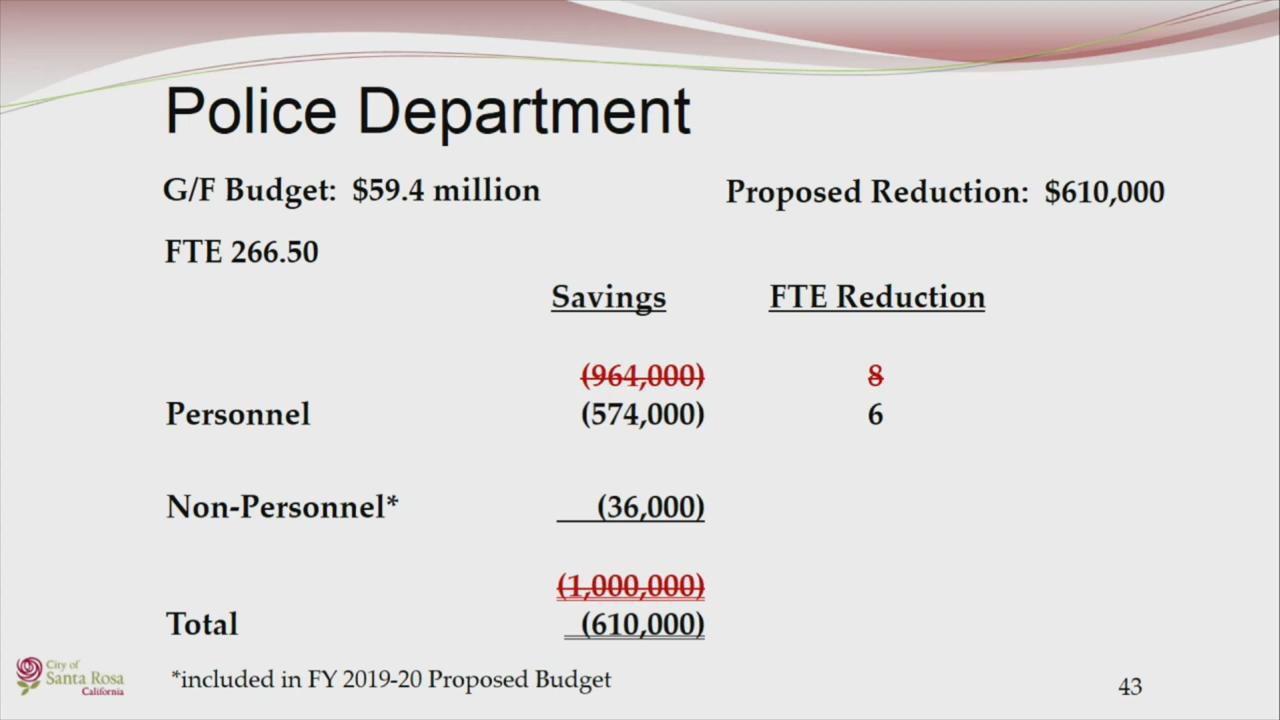 Police Department
G/F Budget: $59.4 million Proposed Reduction: $610,000
FTE 266.50
Savings FTE Reduction
(964,000) 8
Personnel (574,000) 6
Non-Personnel* (36,000)
(1,000,000)
Total (610,000)
*included in FY 2019-20 Proposed Budget
City of
Santa Rosa
California
43